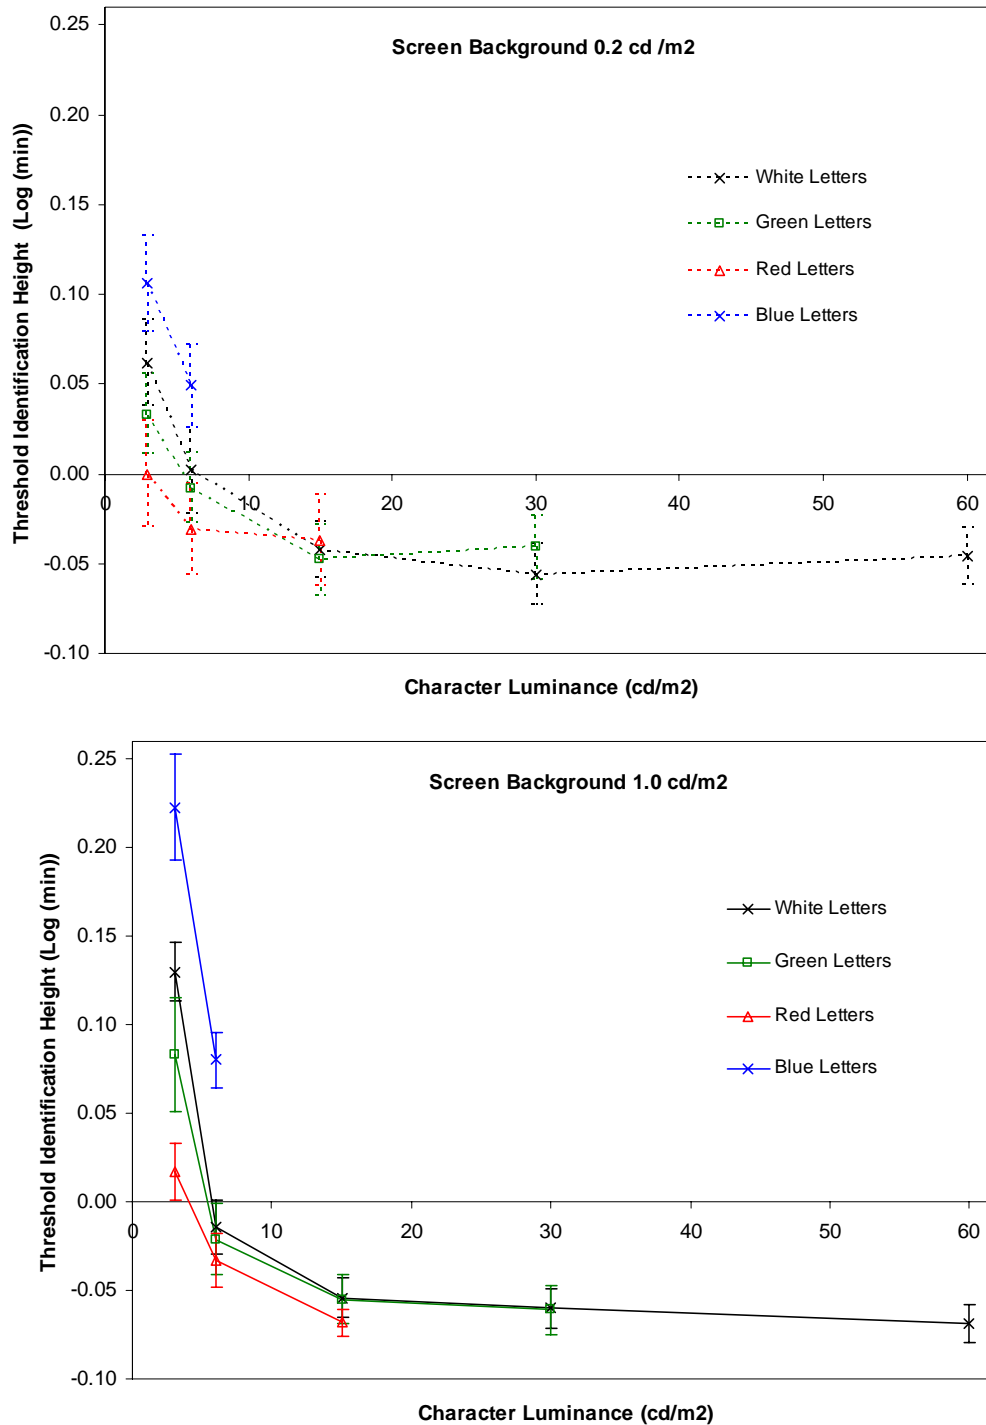 Screen Background 0.2 cd /m2
Threshold Identification Height  (Log (min))
0.25
0.20
0.15
0.10
0.05
0.00
-0.05
-0.10
0
10
20
30
40
50
60
White Letters
Green Letters
Red Letters
Blue Letters
Character Luminance (cd/m2)
Screen Background 1.0 cd/m2
Threshold Identification Height (Log (min))
0.25
0.20
0.15
0.10
0.05
0.00
-0.05
-0.10
0
10
20
30
40
50
60
White Letters
Green Letters
Red Letters
Blue Letters
Character Luminance (cd/m2)